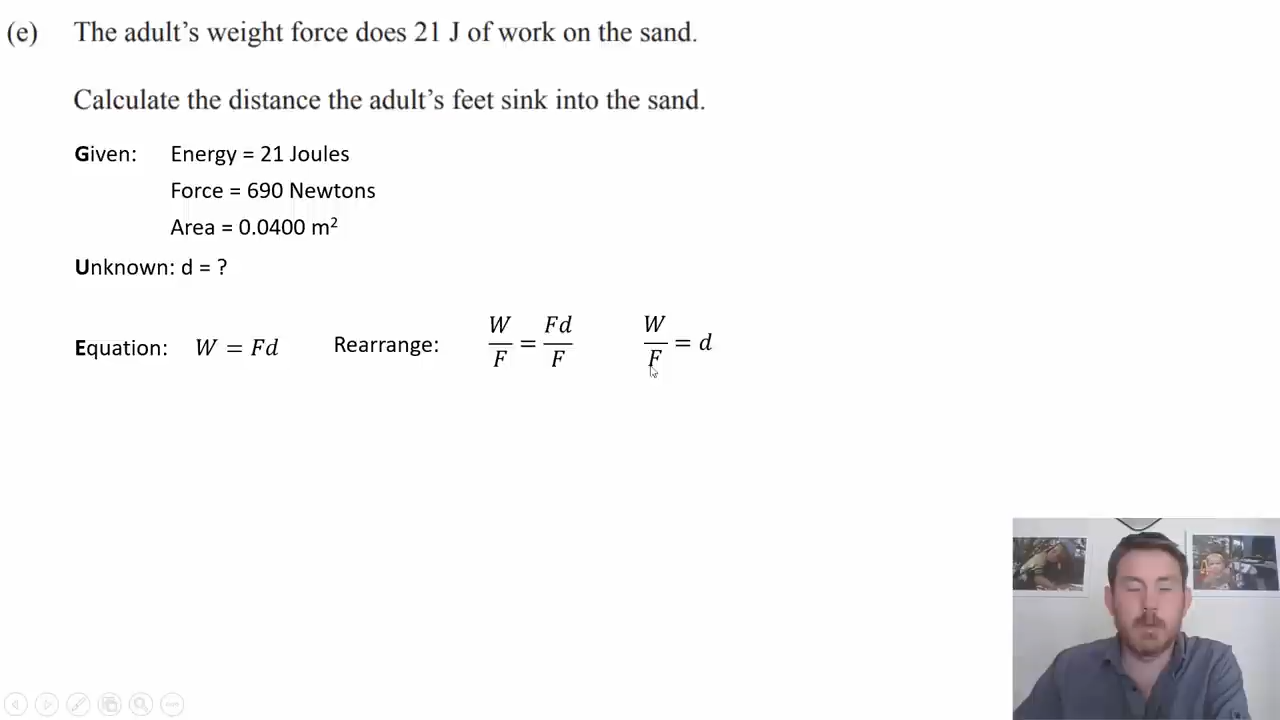 (e) The adult's weight force does 21 J of work on the sand.
Calculate the distance the adult's feet sink into the sand.
Given: Energy = 21 Joules
Force = 690 Newtons
Area = 0.0400 m²
Unknown: d = ?
Equation: W = Fd Rearrange: W/F = Fd/F W/F = d